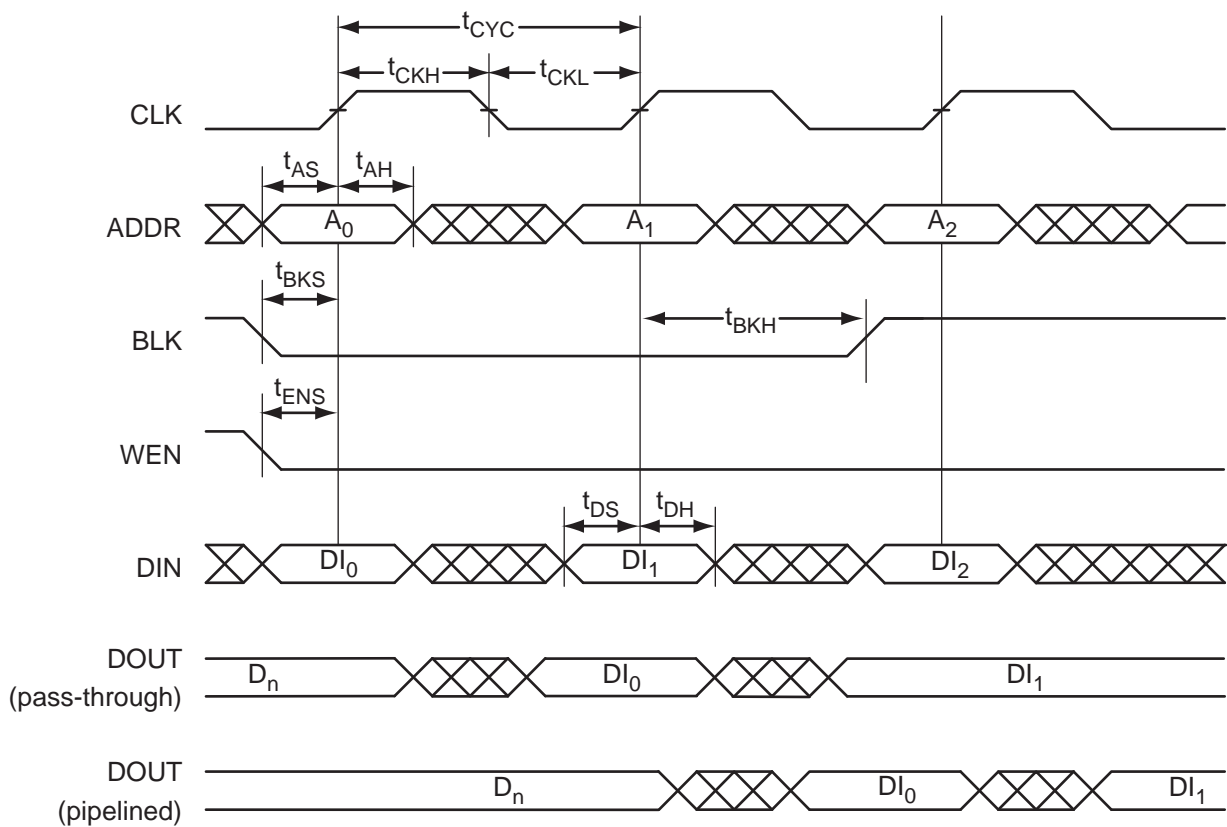 tCYC
tCKH
tCKL
CLK
tAS
tAH
ADDR
A0
A1
A2
tBKS
tBKH
BLK
tENS
WEN
tDS
tDH
DIN
DI0
DI1
DI2
DOUT
(pass-through)
Dn
DI0
DI1
DOUT
(pipelined)
Dn
DI0
DI1